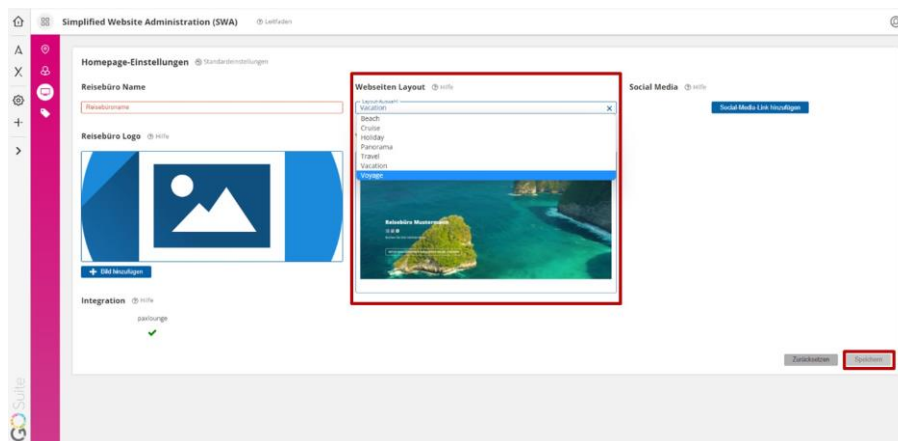 Simplified Website Administration (SWA)
Leitfaden
Homepage-Einstellungen
Standardeinstellungen
Reisebüro Name
Reisebüroname
Reisebüro Logo
Hilfe
Bild hinzufügen
Integration
Hilfe
paxlounge
Webseiten Layout
Hilfe
Vacation
X
Beach
Cruise
Holiday
Panorama
Travel
Vacation
Voyage
Reisebüro Mustermann
Social Media
Hilfe
Social-Media-Link hinzufügen
Zurücksetzen
Speichern
GO Suite